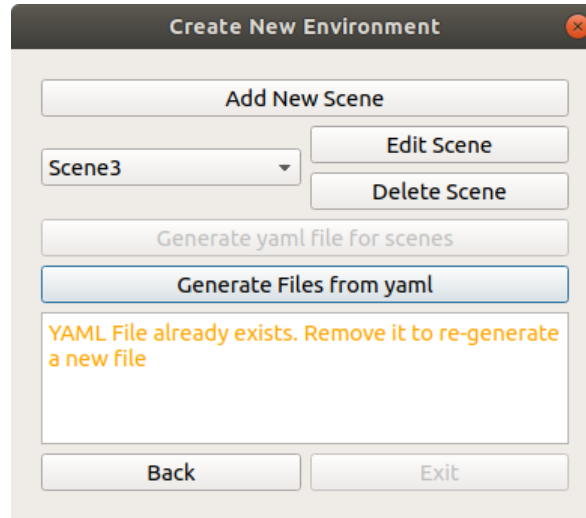 Create New Environment
Add New Scene
Scene3
Edit Scene
Delete Scene
Generate yaml file for scenes
Generate Files from yaml
YAML File already exists. Remove it to re-generate
a new file
Back
Exit